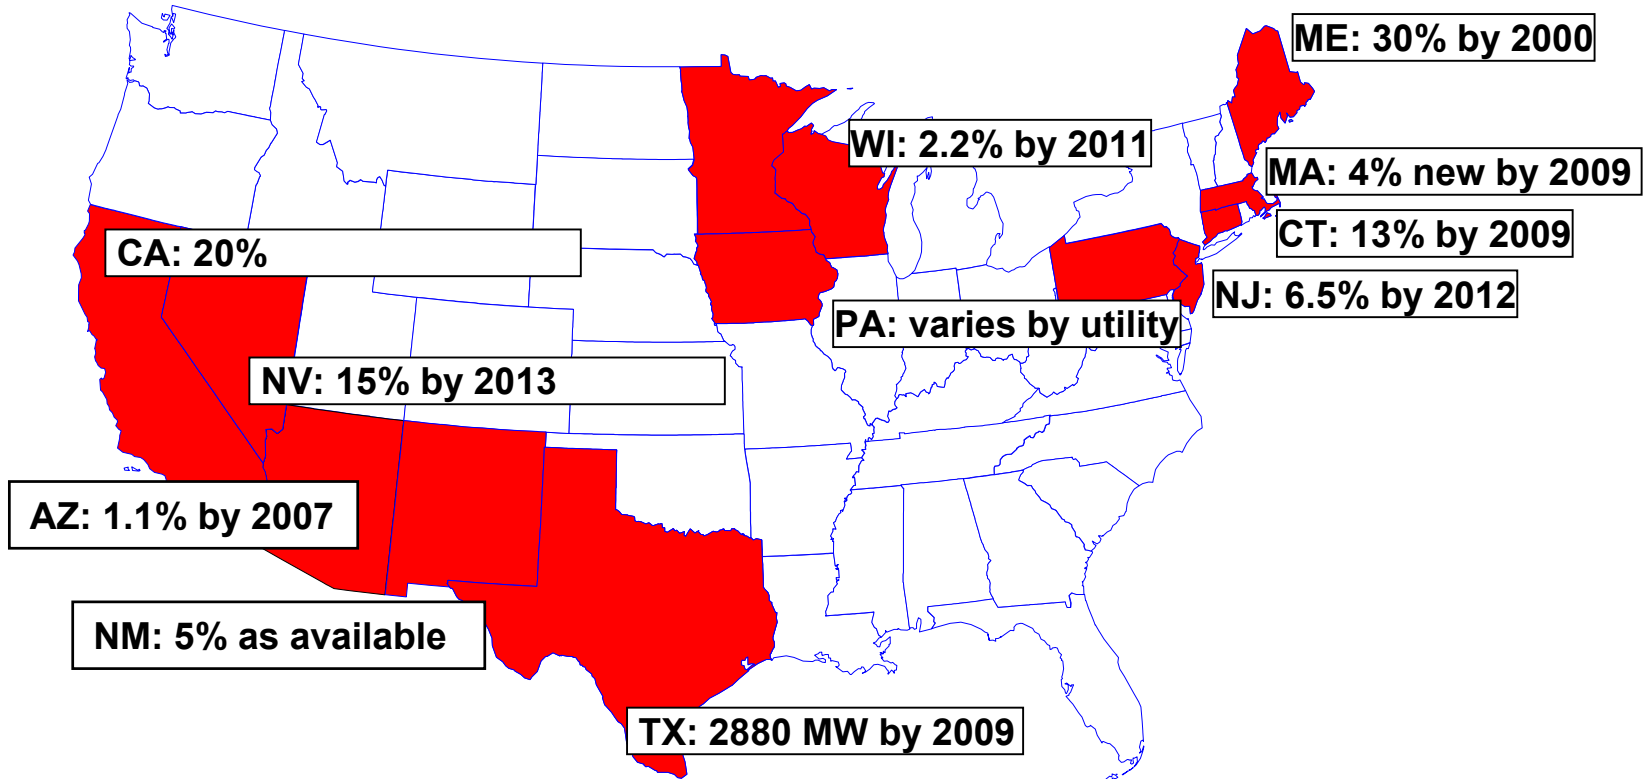 ME: 30% by 2000
WI: 2.2% by 2011
MA: 4% new by 2009
CT: 13% by 2009
CA: 20%
NJ: 6.5% by 2012
PA: varies by utility
NV: 15% by 2013
AZ: 1.1% by 2007
NM: 5% as available
TX: 2880 MW by 2009